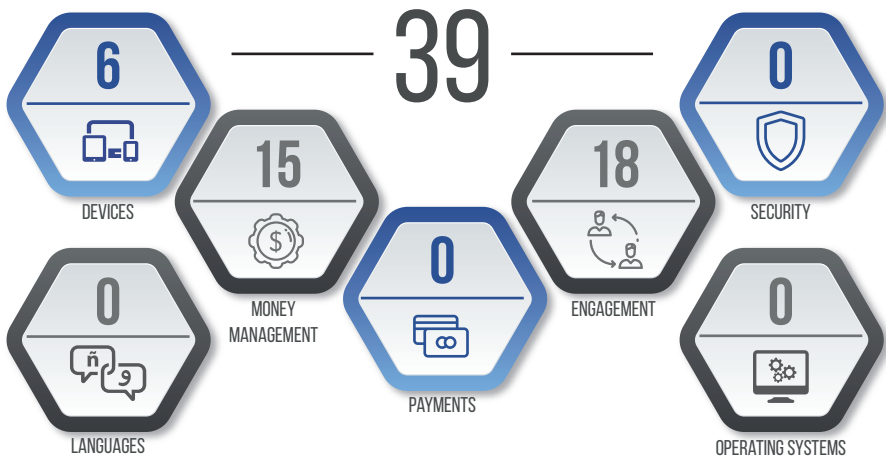 39
6
DEVICES
15
MONEY
MANAGEMENT
0
PAYMENTS
18
ENGAGEMENT
0
SECURITY
0
ñ
و
LANGUAGES
0
OPERATING SYSTEMS